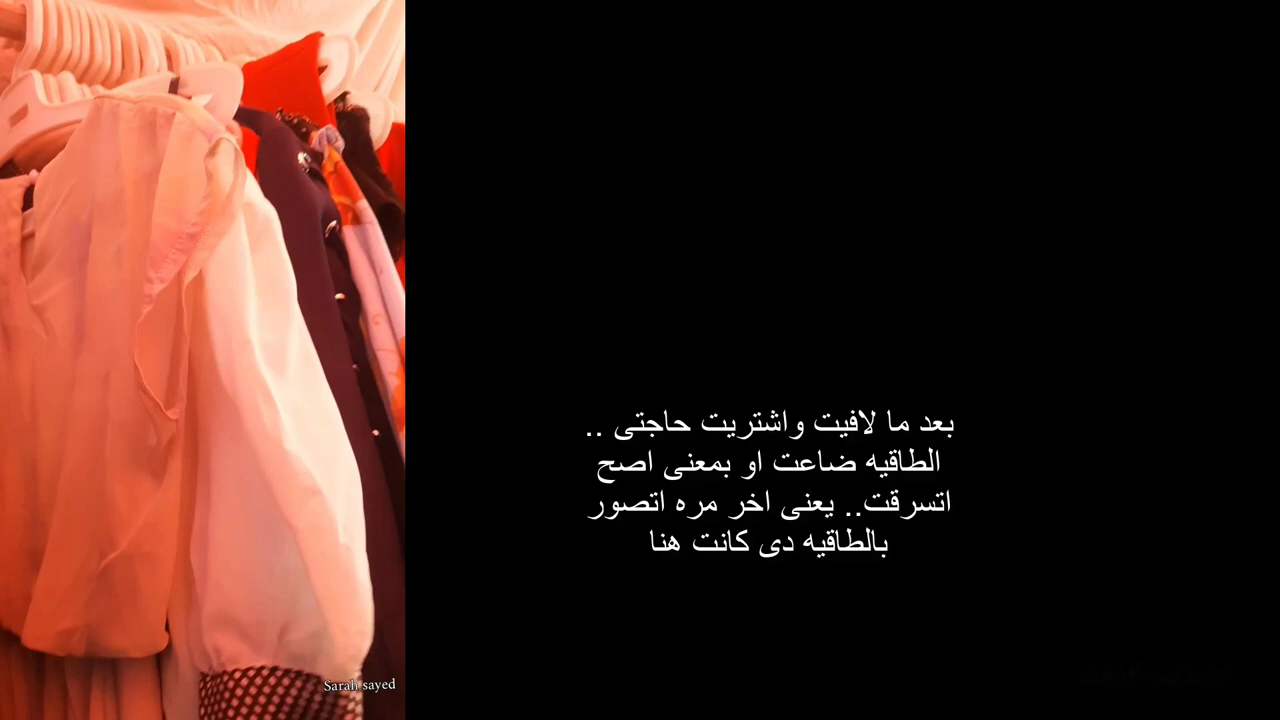 بعد ما لافيت واشتريت حاجتى ..
الطاقيه ضاعت او بمعنى اصح
اتسرقت.. يعنى اخر مره اتصور
بالطاقيه دى كانت هنا
Sarah sayed